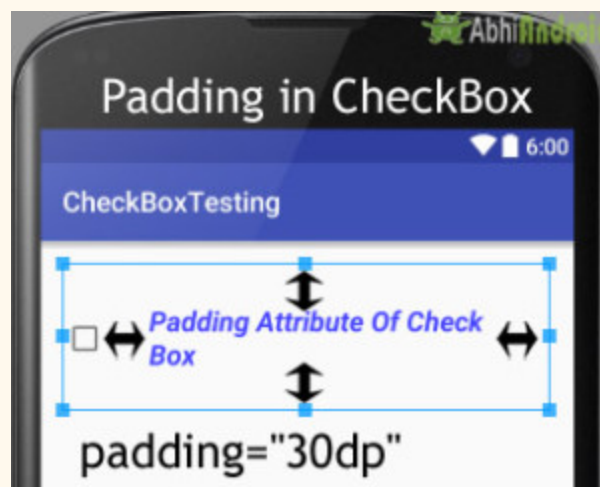 AbhiAndroid
Padding in CheckBox
6:00
CheckBoxTesting
Padding Attribute Of Check
Box
padding="30dp"